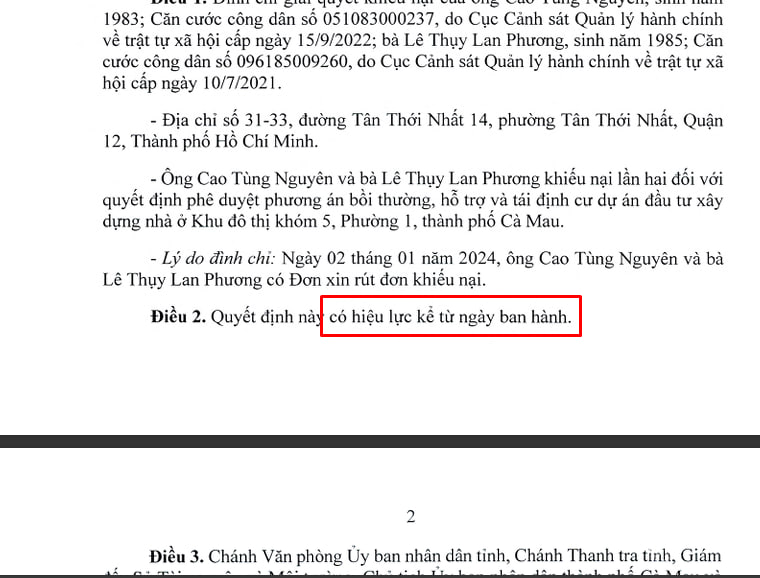 1983; Căn cước công dân số 051083000237, do Cục Cảnh sát Quản lý hành chính
về trật tự xã hội cấp ngày 15/9/2022; bà Lê Thụy Lan Phương, sinh năm 1985; Căn
cước công dân số 096185009260, do Cục Cảnh sát Quản lý hành chính về trật tự xã
hội cấp ngày 10/7/2021.
- Địa chỉ số 31-33, đường Tân Thới Nhất 14, phường Tân Thới Nhất, Quận
12, Thành phố Hồ Chí Minh.
- Ông Cao Tùng Nguyên và bà Lê Thụy Lan Phương khiếu nại lần hai đối với
quyết định phê duyệt phương án bồi thường, hỗ trợ và tái định cư dự án đầu tư xây
dựng nhà ở Khu đô thị khóm 5, Phường 1, thành phố Cà Mau.
- Lý do đình chỉ: Ngày 02 tháng 01 năm 2024, ông Cao Tùng Nguyên và bà
Lê Thụy Lan Phương có Đơn xin rút đơn khiếu nại.
Điều 2. Quyết định này có hiệu lực kể từ ngày ban hành.
2
Điều 3. Chánh Văn phòng Ủy ban nhân dân tỉnh, Chánh Thanh tra tỉnh, Giám